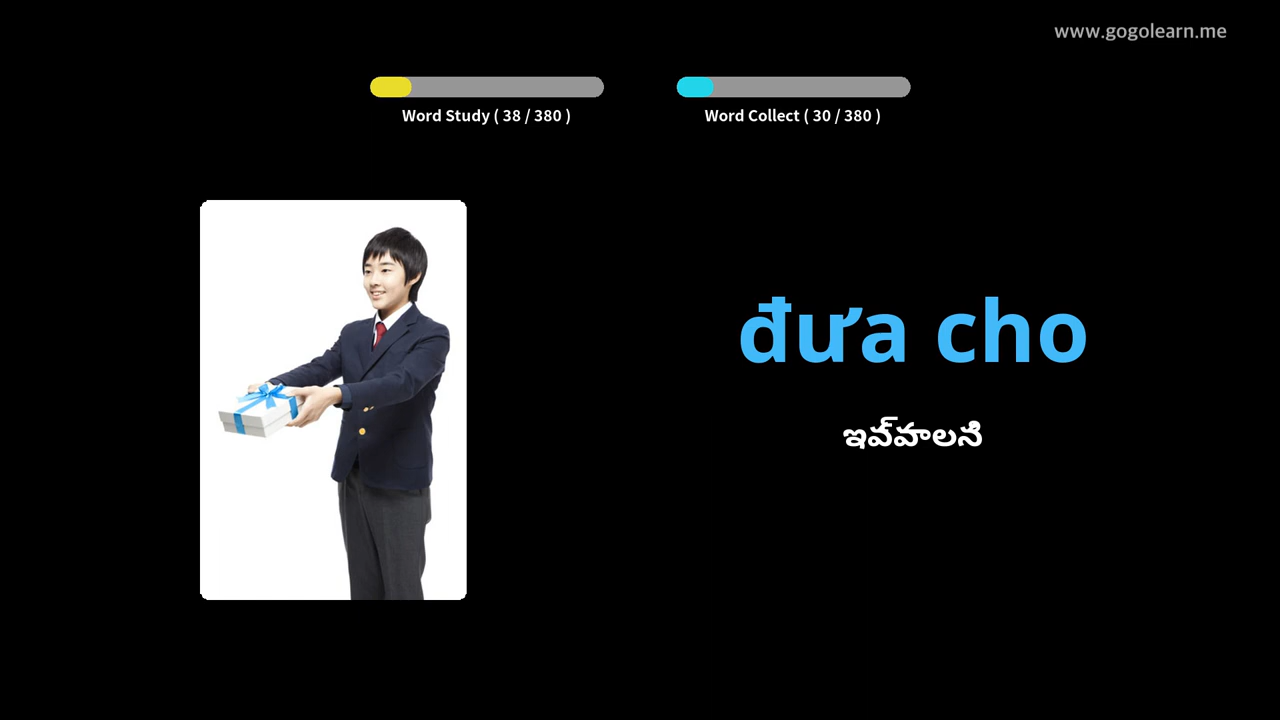 www.gogolearn.me
Word Study ( 38 / 380 )
Word Collect ( 30 / 380 )
đưa cho
ఇవ్వాలని